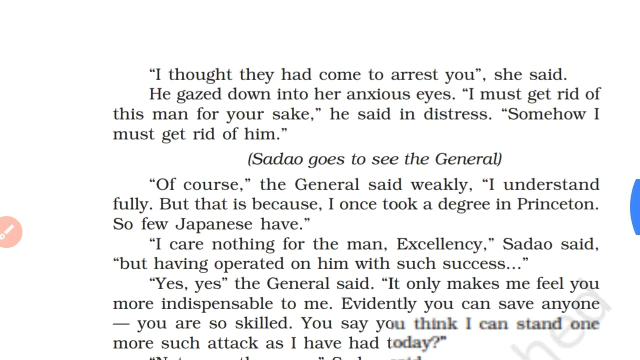 “I thought they had come to arrest you”, she said.
He gazed down into her anxious eyes. “I must get rid of
this man for your sake,” he said in distress. “Somehow I
must get rid of him.”
(Sadao goes to see the General)
“Of course,” the General said weakly, “I understand
fully. But that is because, I once took a degree in Princeton.
So few Japanese have.”
“I care nothing for the man, Excellency,” Sadao said,
“but having operated on him with such success…”
“Yes, yes” the General said. “It only makes me feel you
more indispensable to me. Evidently you can save anyone
— you are so skilled. You say you think I can stand one
more such attack as I have had today?”